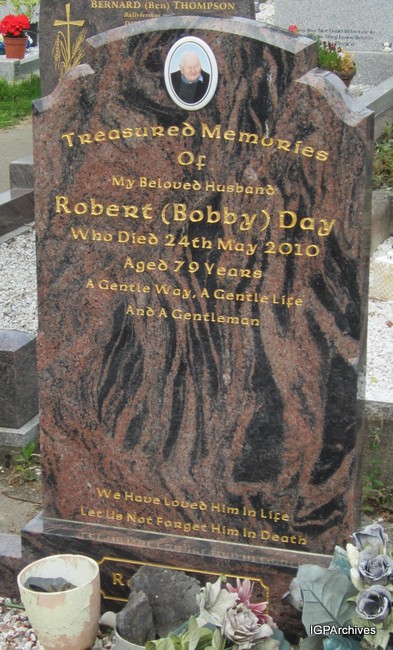 BERNARD (Ben) THOMPSON
Treasured Memories
Of
My Beloved Husband
Robert (Bobby) Day
Who Died 24th May 2010
Aged 79 Years
A Gentle Way, A Gentle Life
And A Gentleman
We Have Loved Him In Life
Let Us Not Forget Him In Death
IGPArchives